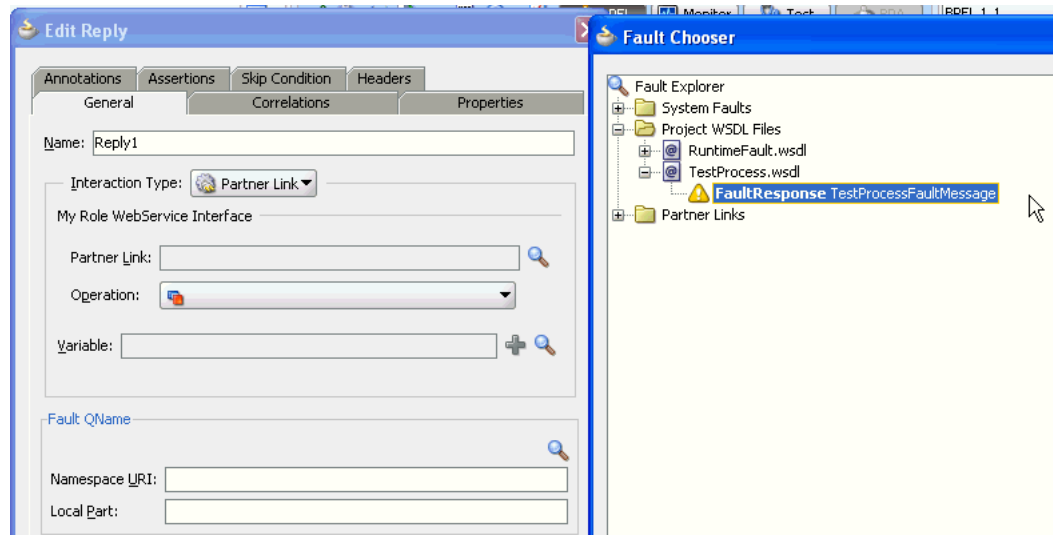 BPEL Monitor Test BPA BPEL 1.1
Edit Reply
Annotations Assertions Skip Condition Headers
General Correlations Properties
Name: Reply1
Interaction Type: Partner Link
My Role WebService Interface
Partner Link:
Operation:
Variable:
Fault QName
Namespace URI:
Local Part:
Fault Chooser
Fault Explorer
System Faults
Project WSDL Files
RuntimeFault.wsdl
TestProcess.wsdl
FaultResponse TestProcessFaultMessage
Partner Links